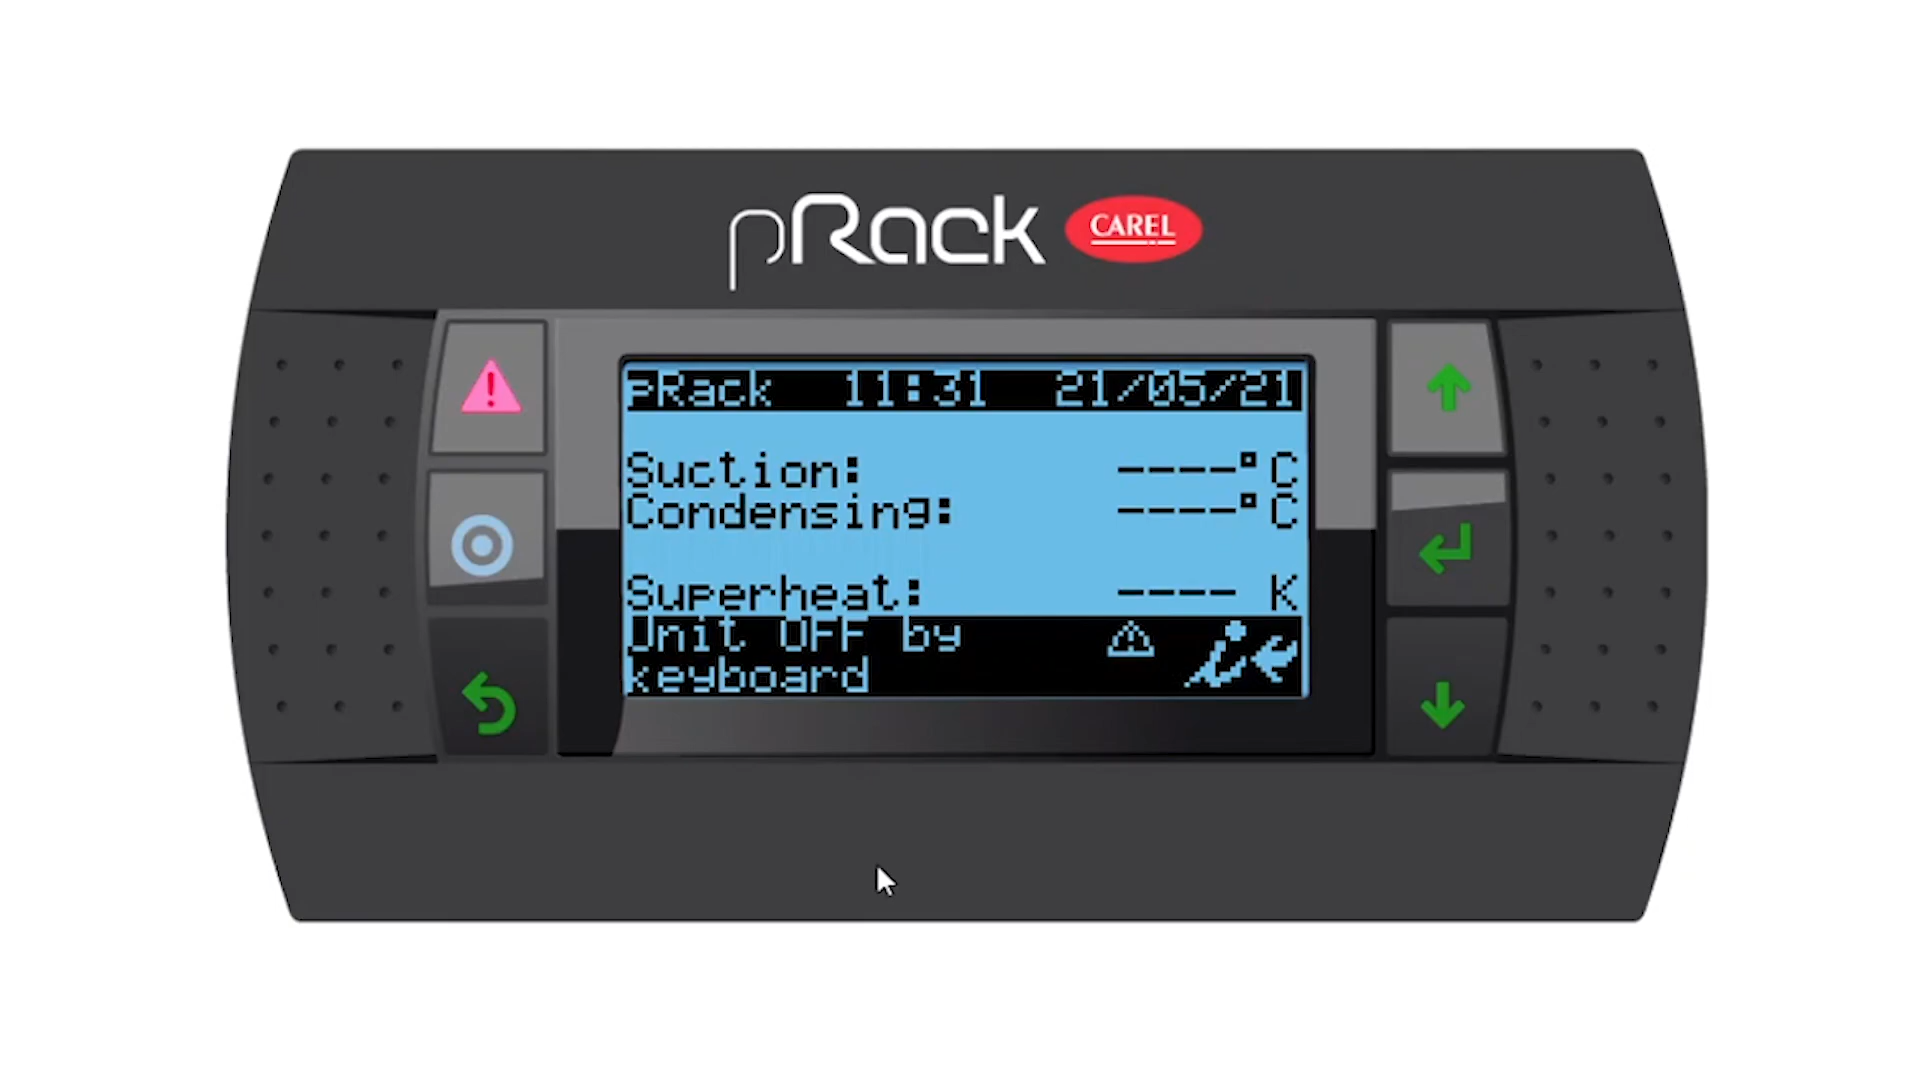 pRack CAREL
pRack 11:31 21/05/21
Suction: ----°C
Condensing: ----°C
Superheat: ---- K
Unit OFF by
keyboard